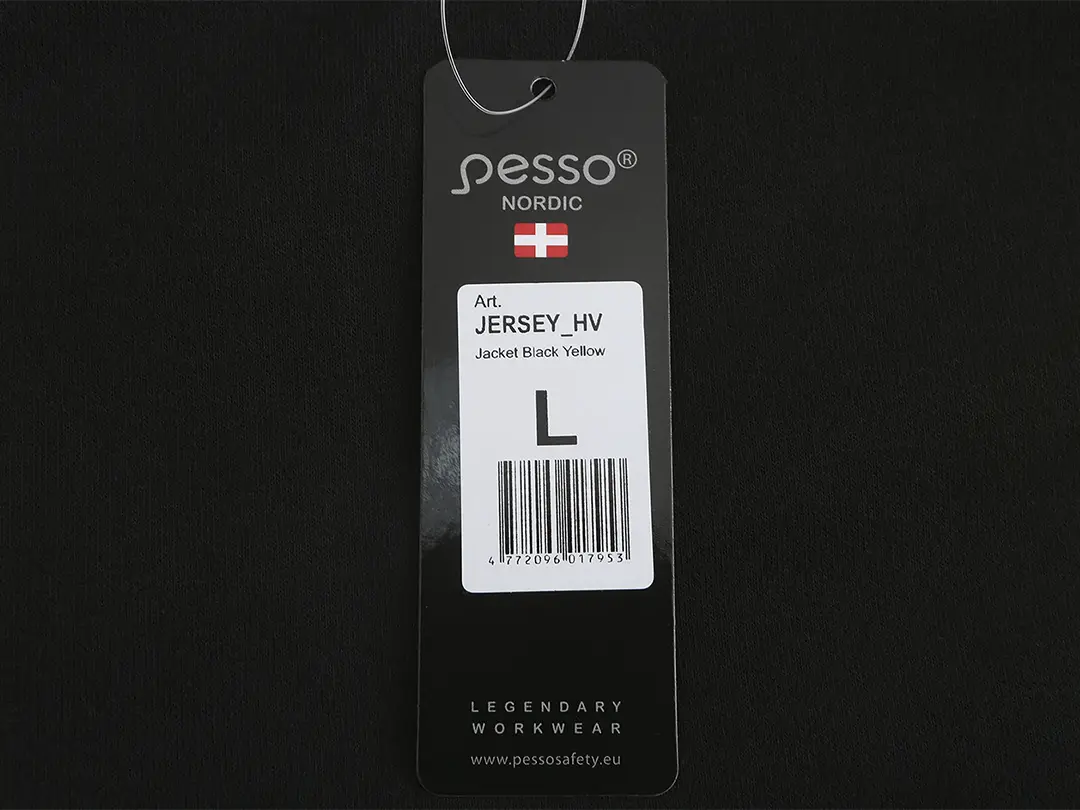 pesso®
NORDIC
Art.
JERSEY_HV
Jacket Black Yellow
L
4 772096 017953
LEGENDARY
WORKWEAR
www.pessosafety.eu